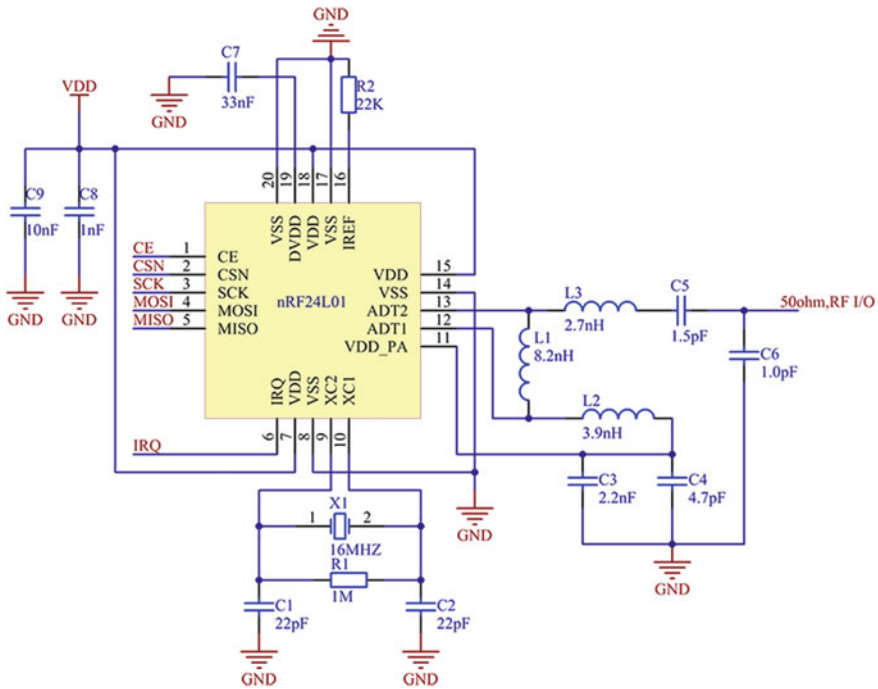 GND
C7
33nF
GND
R2
22K
VDD
C9
10nF
GND
C8
1nF
GND
20
19
18
17
16
VSS
DVDD
VDD
VSS
IREF
CE
CSN
SCK
MOSI
MISO
1
2
3
4
5
CE
CSN
SCK
MOSI
MISO
nRF24L01
VDD
VSS
ADT2
ADT1
VDD_PA
15
14
13
12
11
IRQ
VDD
VSS
XC2
XC1
6
7
8
9
10
IRQ
L3
2.7nH
C5
1.5pF
50ohm,RF I/O
L1
8.2nH
C6
1.0pF
L2
3.9nH
C3
2.2nF
C4
4.7pF
GND
GND
X1
1
2
16MHZ
R1
1M
C1
22pF
GND
C2
22pF
GND